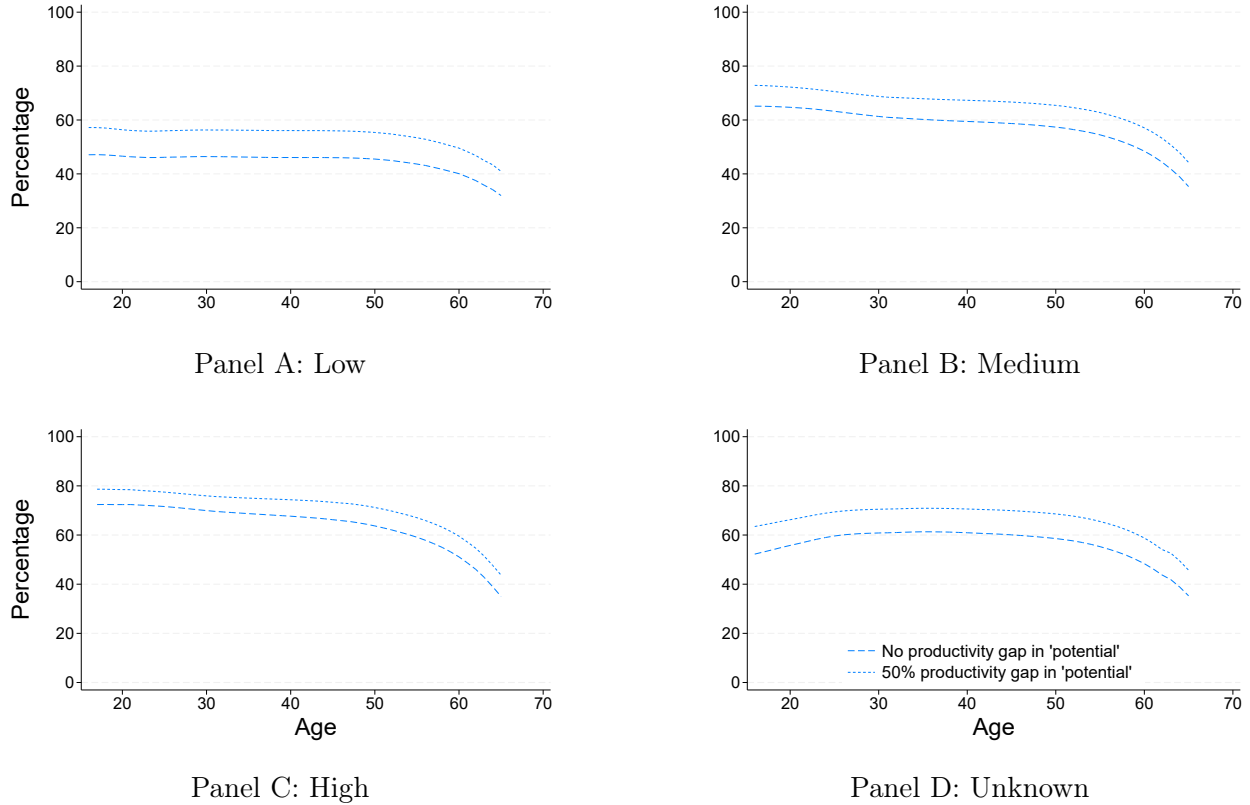 100
80
60
40
20
0
Percentage
20 30 40 50 60 70
Panel A: Low
100
80
60
40
20
0
20 30 40 50 60 70
Panel B: Medium
100
80
60
40
20
0
Percentage
20 30 40 50 60 70
Age
Panel C: High
100
80
60
40
20
0
No productivity gap in 'potential'
50% productivity gap in 'potential'
20 30 40 50 60 70
Age
Panel D: Unknown